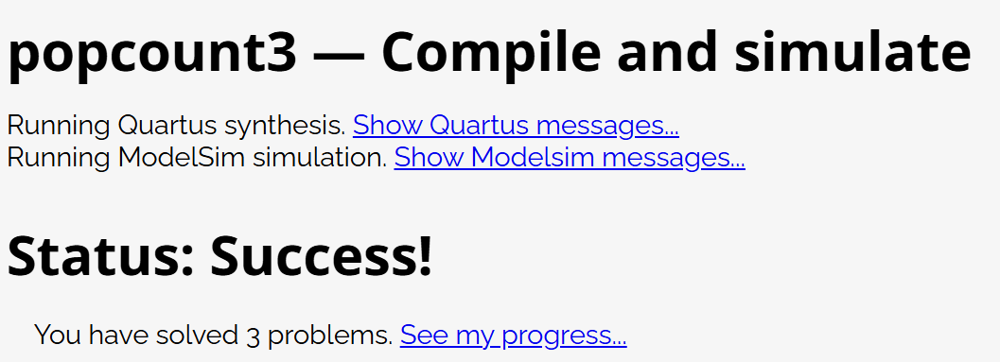 popcount3 — Compile and simulate
Running Quartus synthesis. Show Quartus messages...
Running ModelSim simulation. Show Modelsim messages...
Status: Success!
You have solved 3 problems. See my progress...